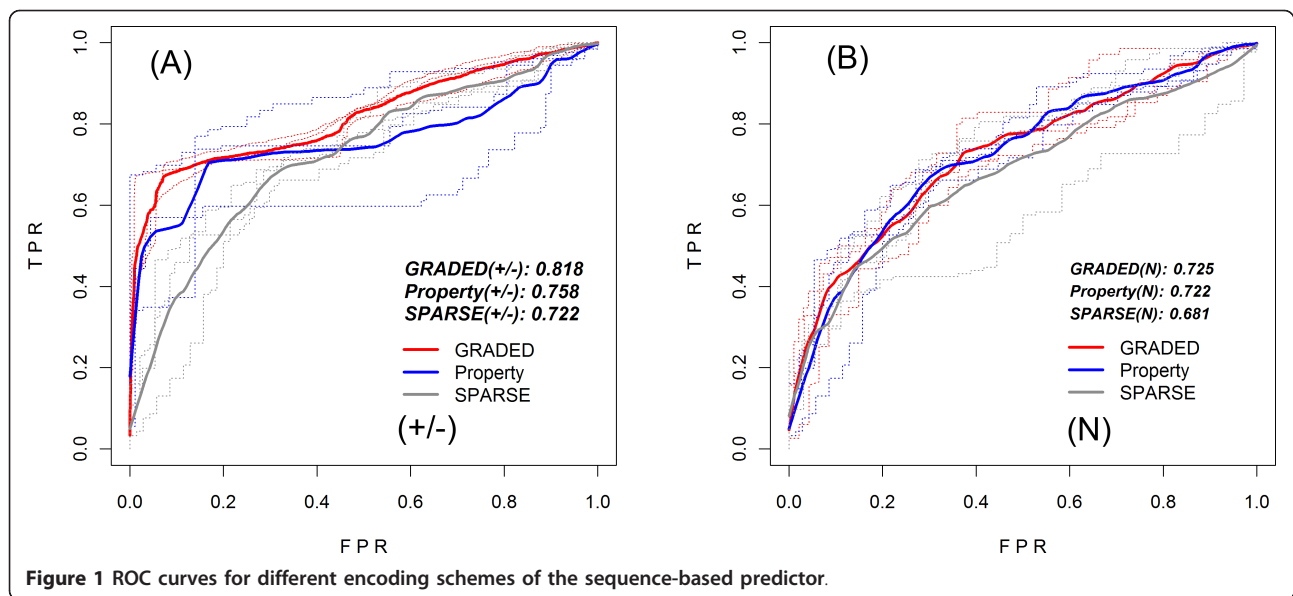 (A)
1.0
0.8
0.6
0.4
0.2
0.0
TPR
GRADED(+/-): 0.818
Property(+/-): 0.758
SPARSE(+/-): 0.722
GRADED
Property
SPARSE
(+/-)
0.0 0.2 0.4 0.6 0.8 1.0
FPR
(B)
1.0
0.8
0.6
0.4
0.2
0.0
TPR
GRADED(N): 0.725
Property(N): 0.722
SPARSE(N): 0.681
GRADED
Property
SPARSE
(N)
0.0 0.2 0.4 0.6 0.8 1.0
FPR
Figure 1 ROC curves for different encoding schemes of the sequence-based predictor.